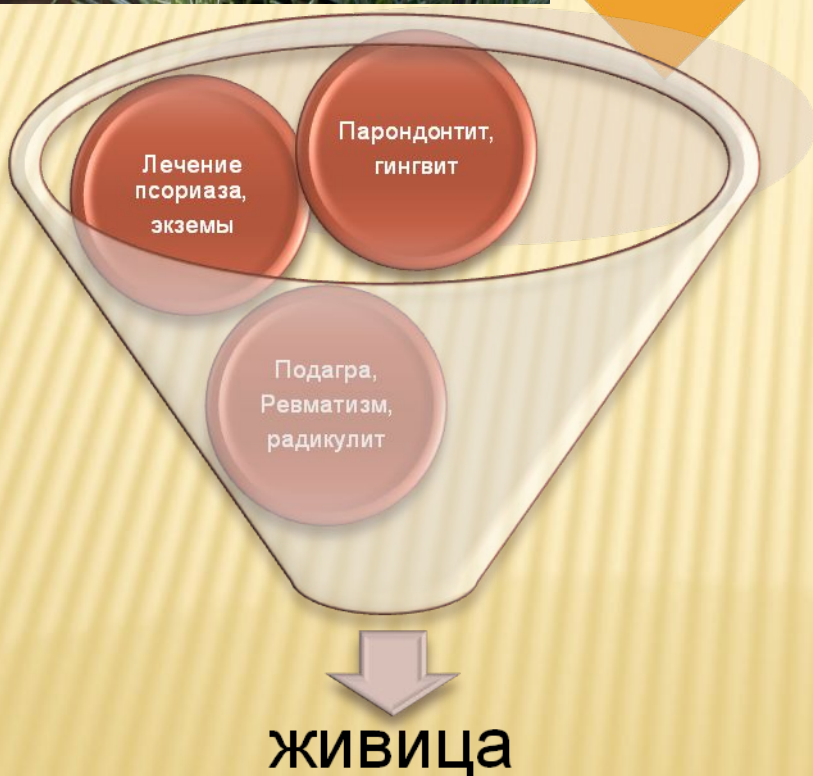 Парондонтит,
гингвит
Лечение
псориаза,
экземы
Подагра,
Ревматизм,
радикулит
живица